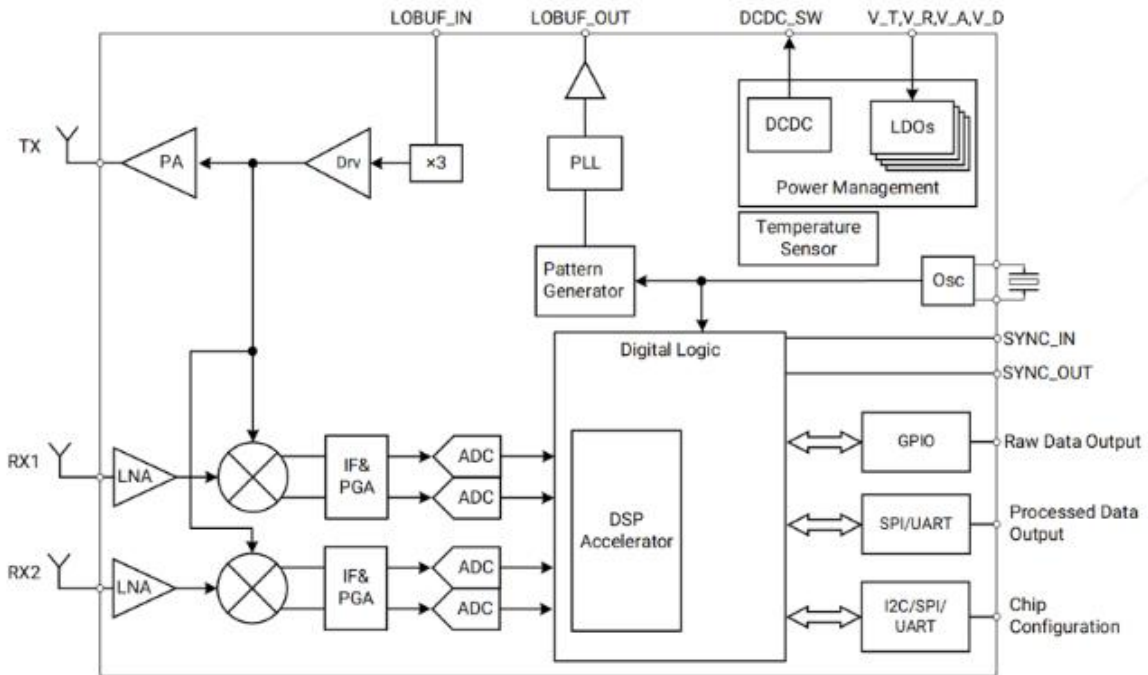 LOBUF_IN
LOBUF_OUT
DCDC_SW
V_T,V_R,V_A,V_D
TX
PA
Drv
×3
PLL
DCDC
LDOs
Power Management
Temperature
Sensor
Pattern
Generator
Osc
Digital Logic
SYNC_IN
SYNC_OUT
RX1
LNA
IF&
PGA
ADC
ADC
GPIO
Raw Data Output
DSP
Accelerator
SPI/UART
Processed Data
Output
RX2
LNA
IF&
PGA
ADC
ADC
I2C/SPI/
UART
Chip
Configuration